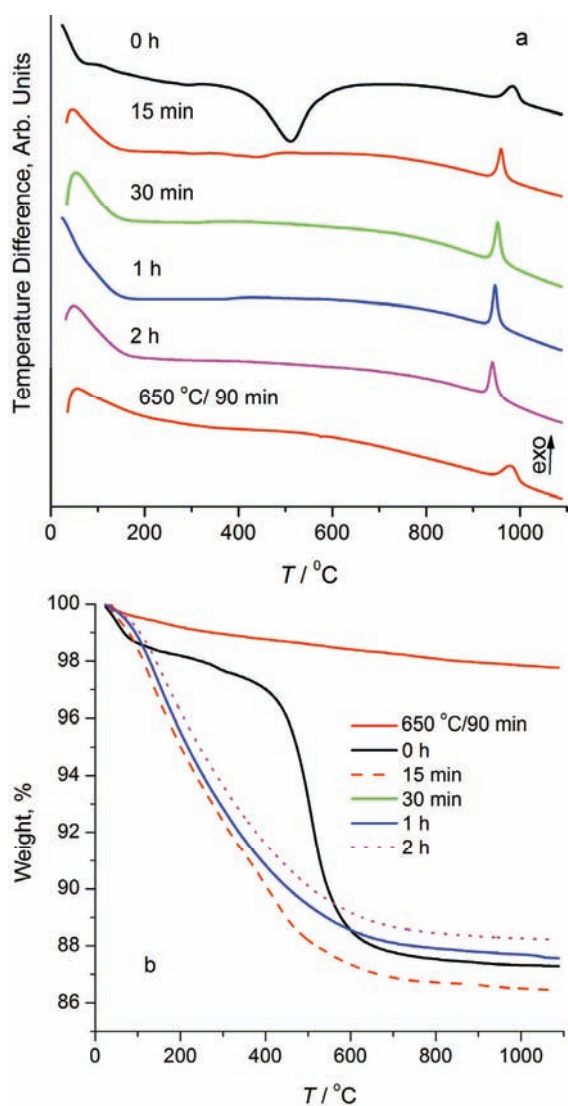 0 h
a
15 min
30 min
1 h
2 h
650 °C/ 90 min
exo
Temperature Difference, Arb. Units
0 200 400 600 800 1000
T / °C
100
98
96
94
92
90
88
86
Weight, %
650 °C/90 min
0 h
15 min
30 min
1 h
2 h
b
0 200 400 600 800 1000
T / °C